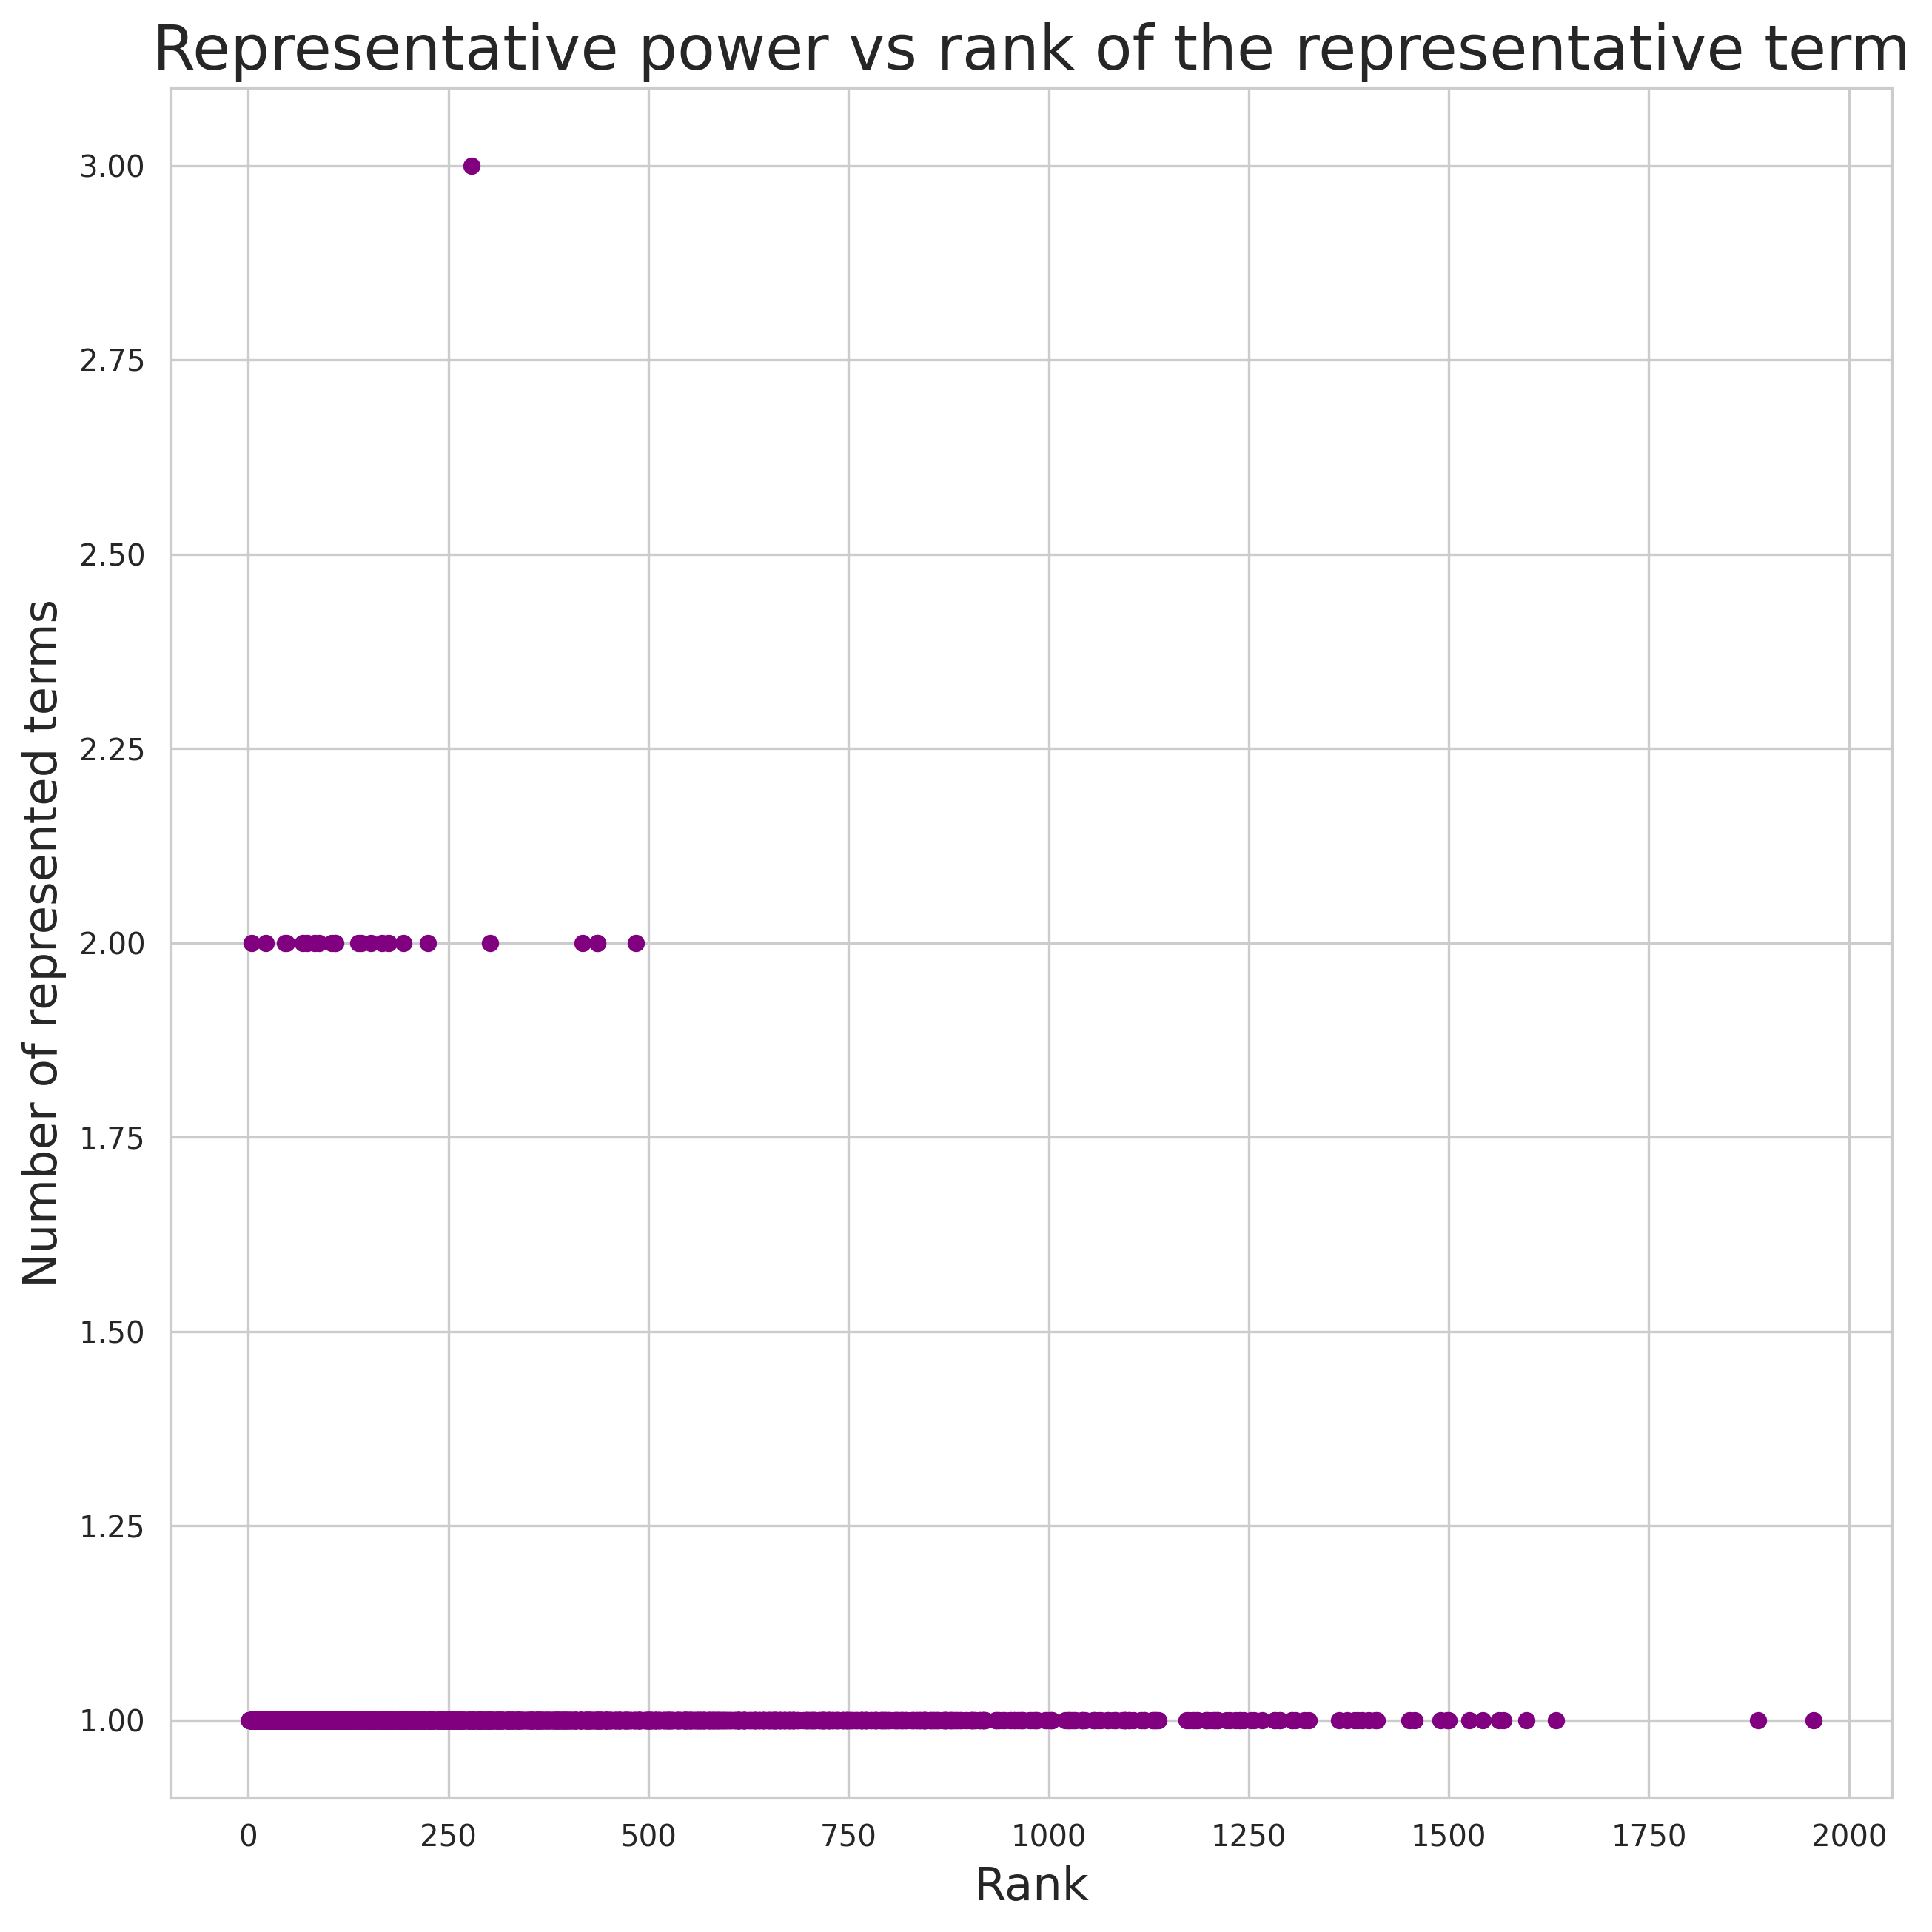 Representative power vs rank of the representative term
3.00
2.75
2.50
2.25
2.00
1.75
1.50
1.25
1.00
Number of represented terms
0 250 500 750 1000 1250 1500 1750 2000
Rank